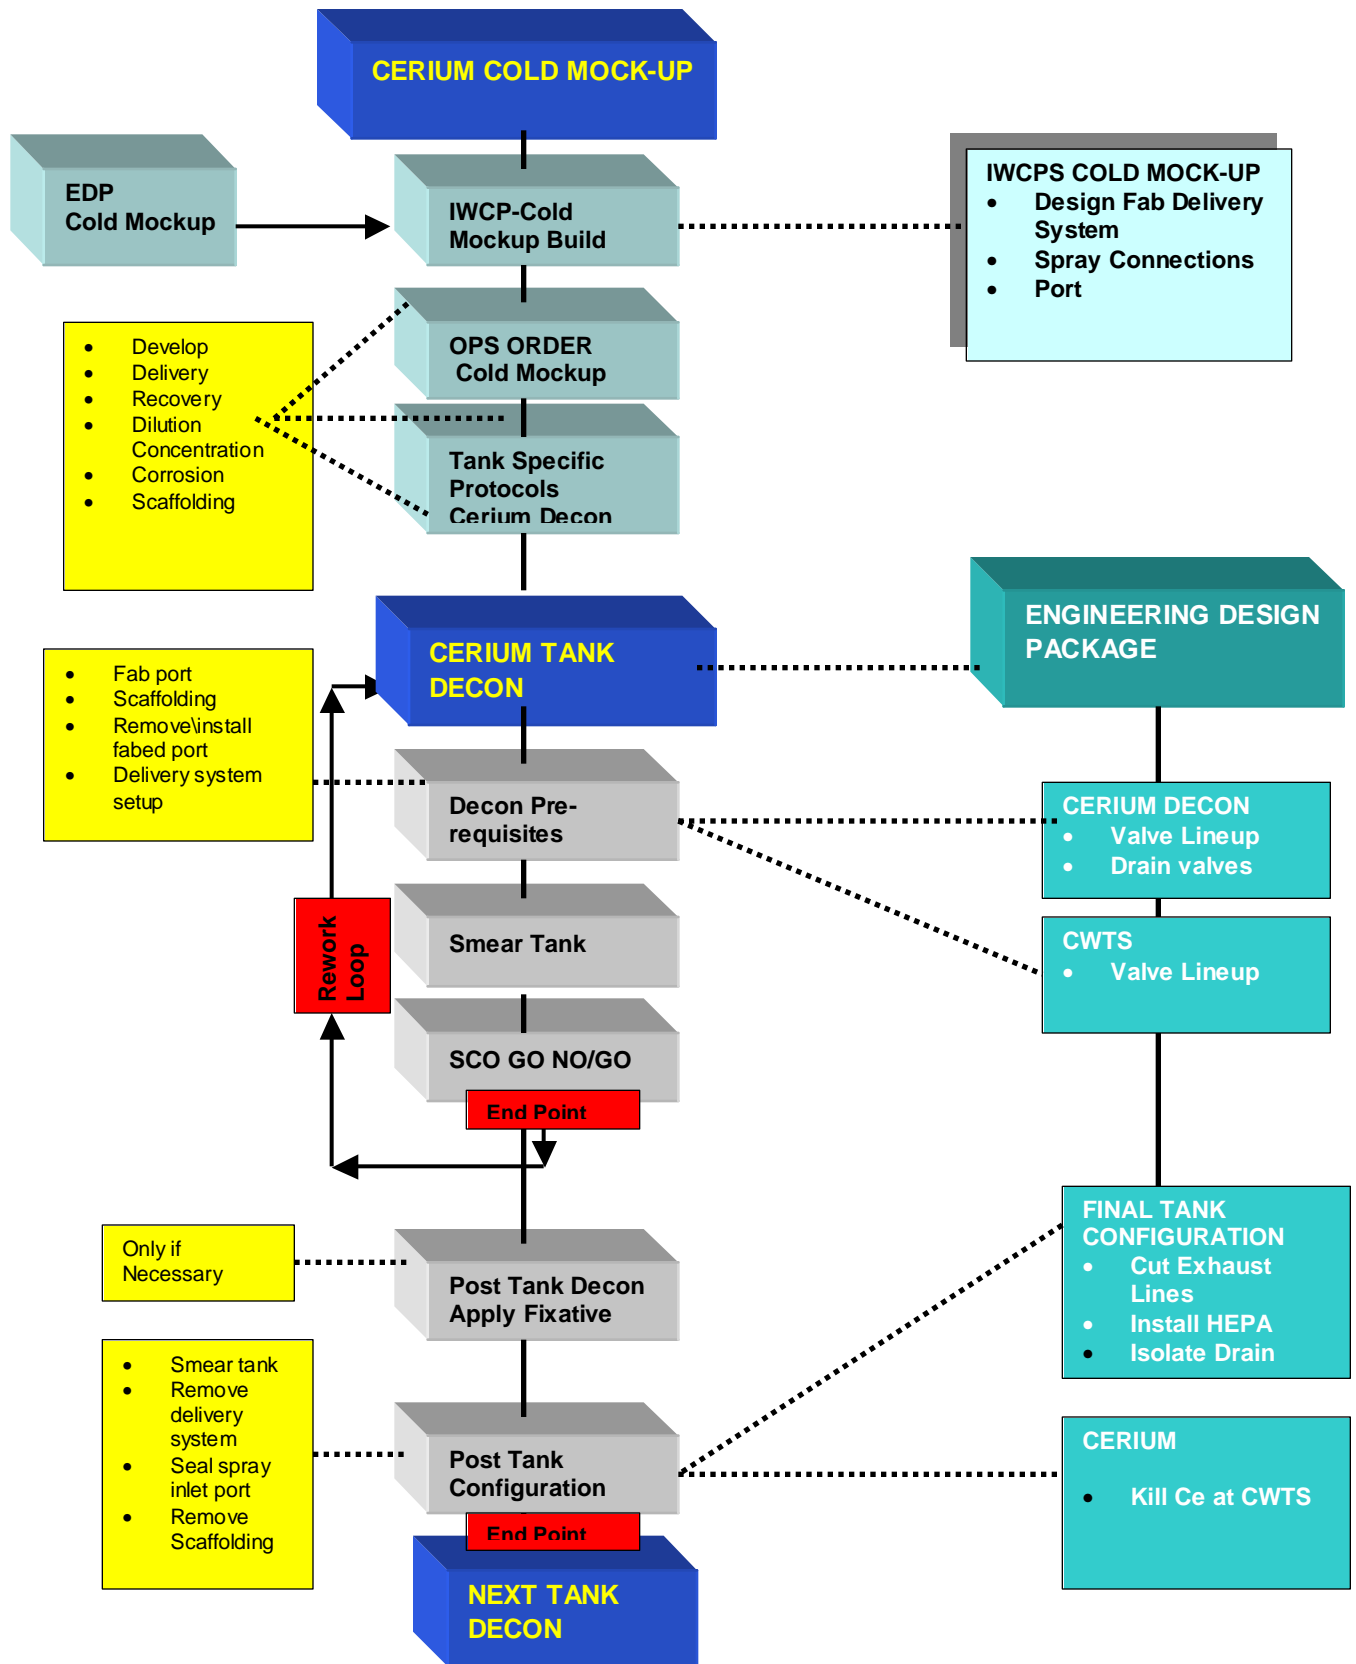 CERIUM COLD MOCK-UP
EDP
Cold Mockup
IWCP-Cold
Mockup Build
IWCPS COLD MOCK-UP
• Design Fab Delivery
System
• Spray Connections
• Port
OPS ORDER
Cold Mockup
• Develop
• Delivery
• Recovery
• Dilution
Concentration
• Corrosion
• Scaffolding
Tank Specific
Protocols
Cerium Decon
ENGINEERING DESIGN
PACKAGE
CERIUM TANK
DECON
• Fab port
• Scaffolding
• Remove\install
fabed port
• Delivery system
setup
Decon Pre-
requisites
CERIUM DECON
• Valve Lineup
• Drain valves
Rework
Loop
Smear Tank
CWTS
• Valve Lineup
SCO GO NO/GO
End Point
FINAL TANK
CONFIGURATION
• Cut Exhaust
Lines
• Install HEPA
• Isolate Drain
Only if
Necessary
Post Tank Decon
Apply Fixative
• Smear tank
• Remove
delivery
system
• Seal spray
inlet port
• Remove
Scaffolding
Post Tank
Configuration
CERIUM
• Kill Ce at CWTS
End Point
NEXT TANK
DECON